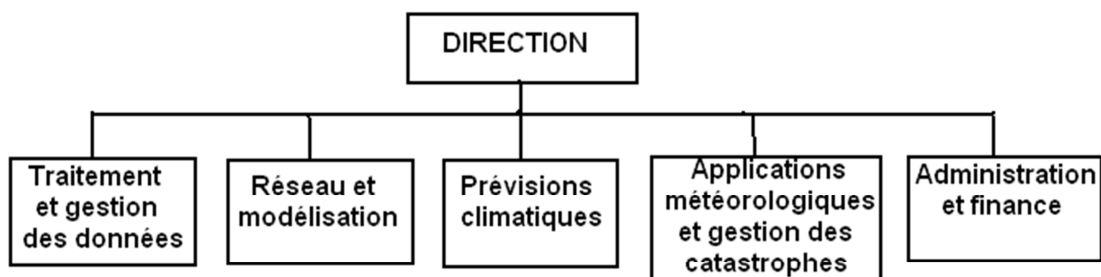 DIRECTION
Traitement
et gestion
des données
Réseau et
modélisation
Prévisions
climatiques
Applications
météorologiques
et gestion des
catastrophes
Administration
et finance